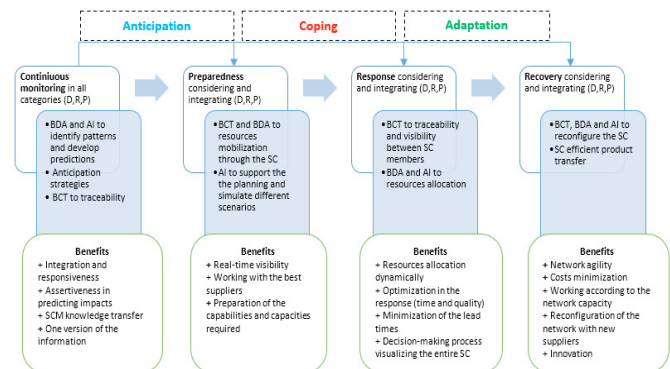 Anticipation
Coping
Adaptation
Continuous
monitoring in all
categories (D,R,P)
•BDA and AI to
identify patterns
and develop
predictions
• Anticipation
strategies
• BCT to traceability
Benefits
+ Integration and
responsiveness
+ Assertiveness in
predicting impacts
+ SCM knowledge transfer
+ One version of the
information
Preparedness
considering and
integrating (D,R,P)
•BCT and BDA to
resources
mobilization
through the SC
•AI to support the
the planning and
simulate different
scenarios
Benefits
+ Real-time visibility
+ Working with the best
suppliers
+ Preparation of the
capabilities and capacities
required
Response considering
and integrating (D,R,P)
•BCT to traceability
and visibility
between SC
members
•BDA and AI to
resources allocation
Benefits
+ Resources allocation
dynamically
+ Optimization in the
response (time and quality)
+ Minimization of the lead
times
+ Decision-making process
visualizing the entire SC
Recovery considering
and integrating (D,R,P)
•BCT, BDA and AI to
reconfigure the SC
•SC efficient product
transfer
Benefits
+ Network agility
+ Costs minimization
+ Working according to the
network capacity
+ Reconfiguration of the
network with new
suppliers
+ Innovation